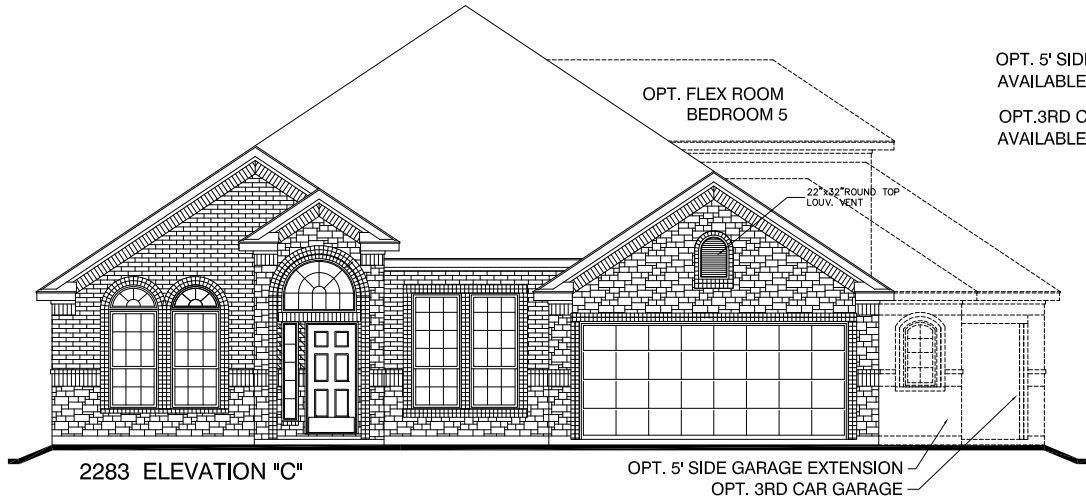 OPT. 5' SIDE
AVAILABLE
OPT.3RD C
AVAILABLE
OPT. FLEX ROOM
BEDROOM 5
22"x32"ROUND TOP
LOUV. VENT
2283 ELEVATION "C"
OPT. 5' SIDE GARAGE EXTENSION
OPT. 3RD CAR GARAGE